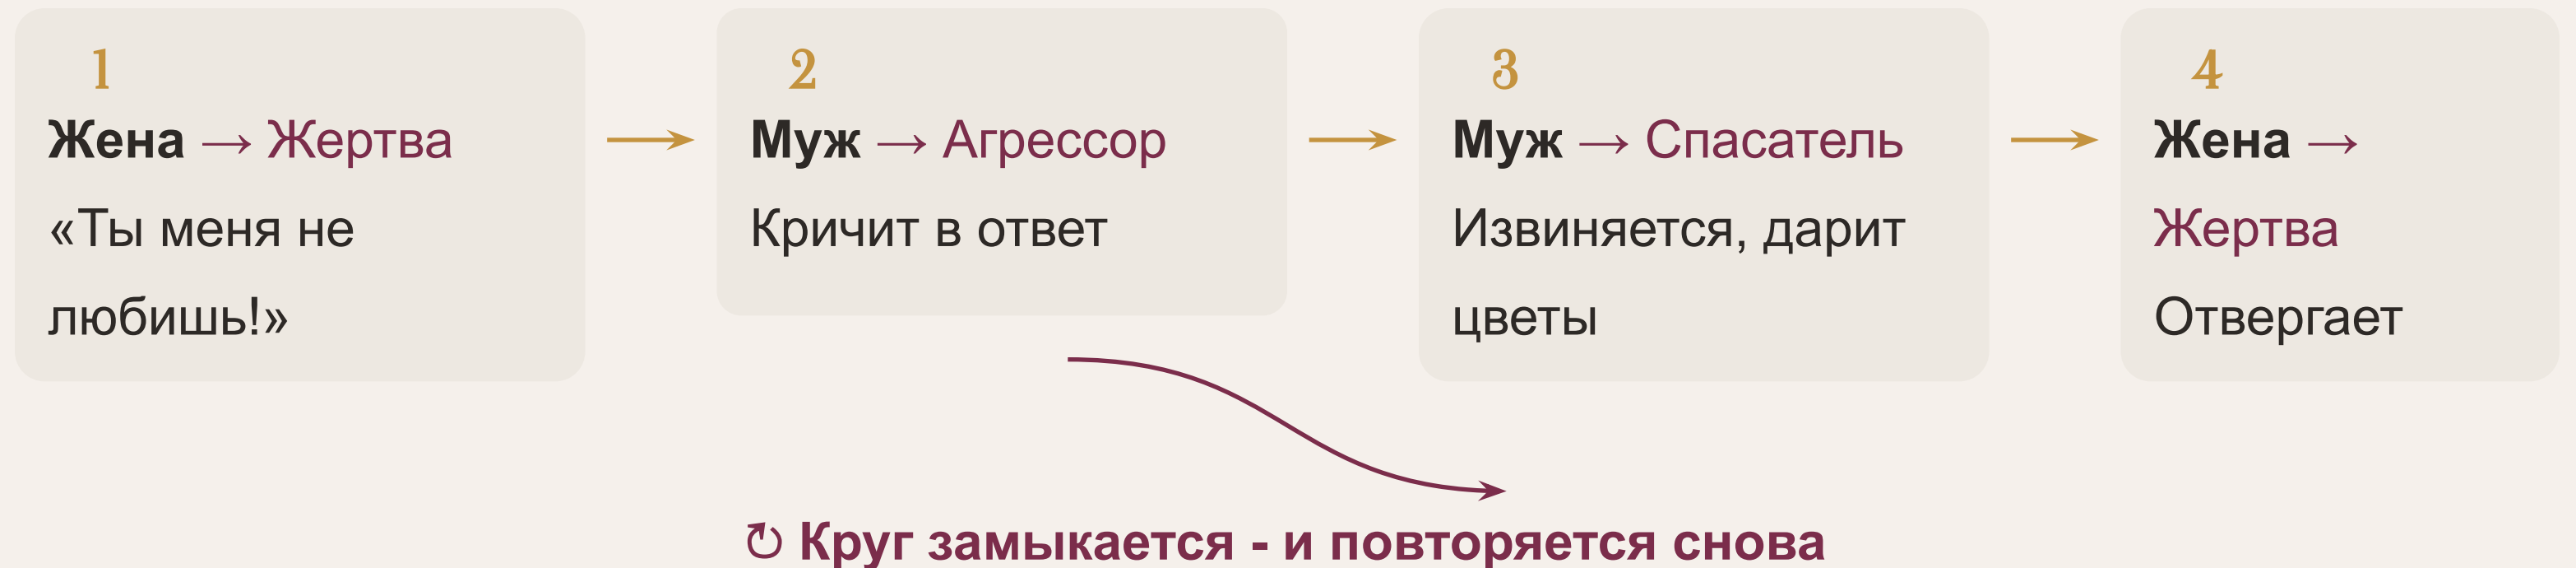 1
Жена → Жертва
«Ты меня не
любишь!»
2
Муж → Агрессор
Кричит в ответ
3
Муж → Спасатель
Извиняется, дарит
цветы
4
Жена →
Жертва
Отвергает
↻ Круг замыкается - и повторяется снова